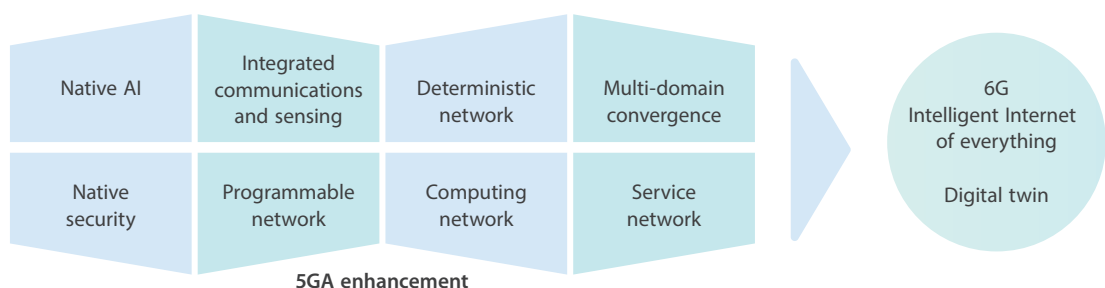 Native AI
Integrated
communications
and sensing
Deterministic
network
Multi-domain
convergence
Native
security
Programmable
network
Computing
network
Service
network
5GA enhancement
6G
Intelligent Internet
of everything
Digital twin